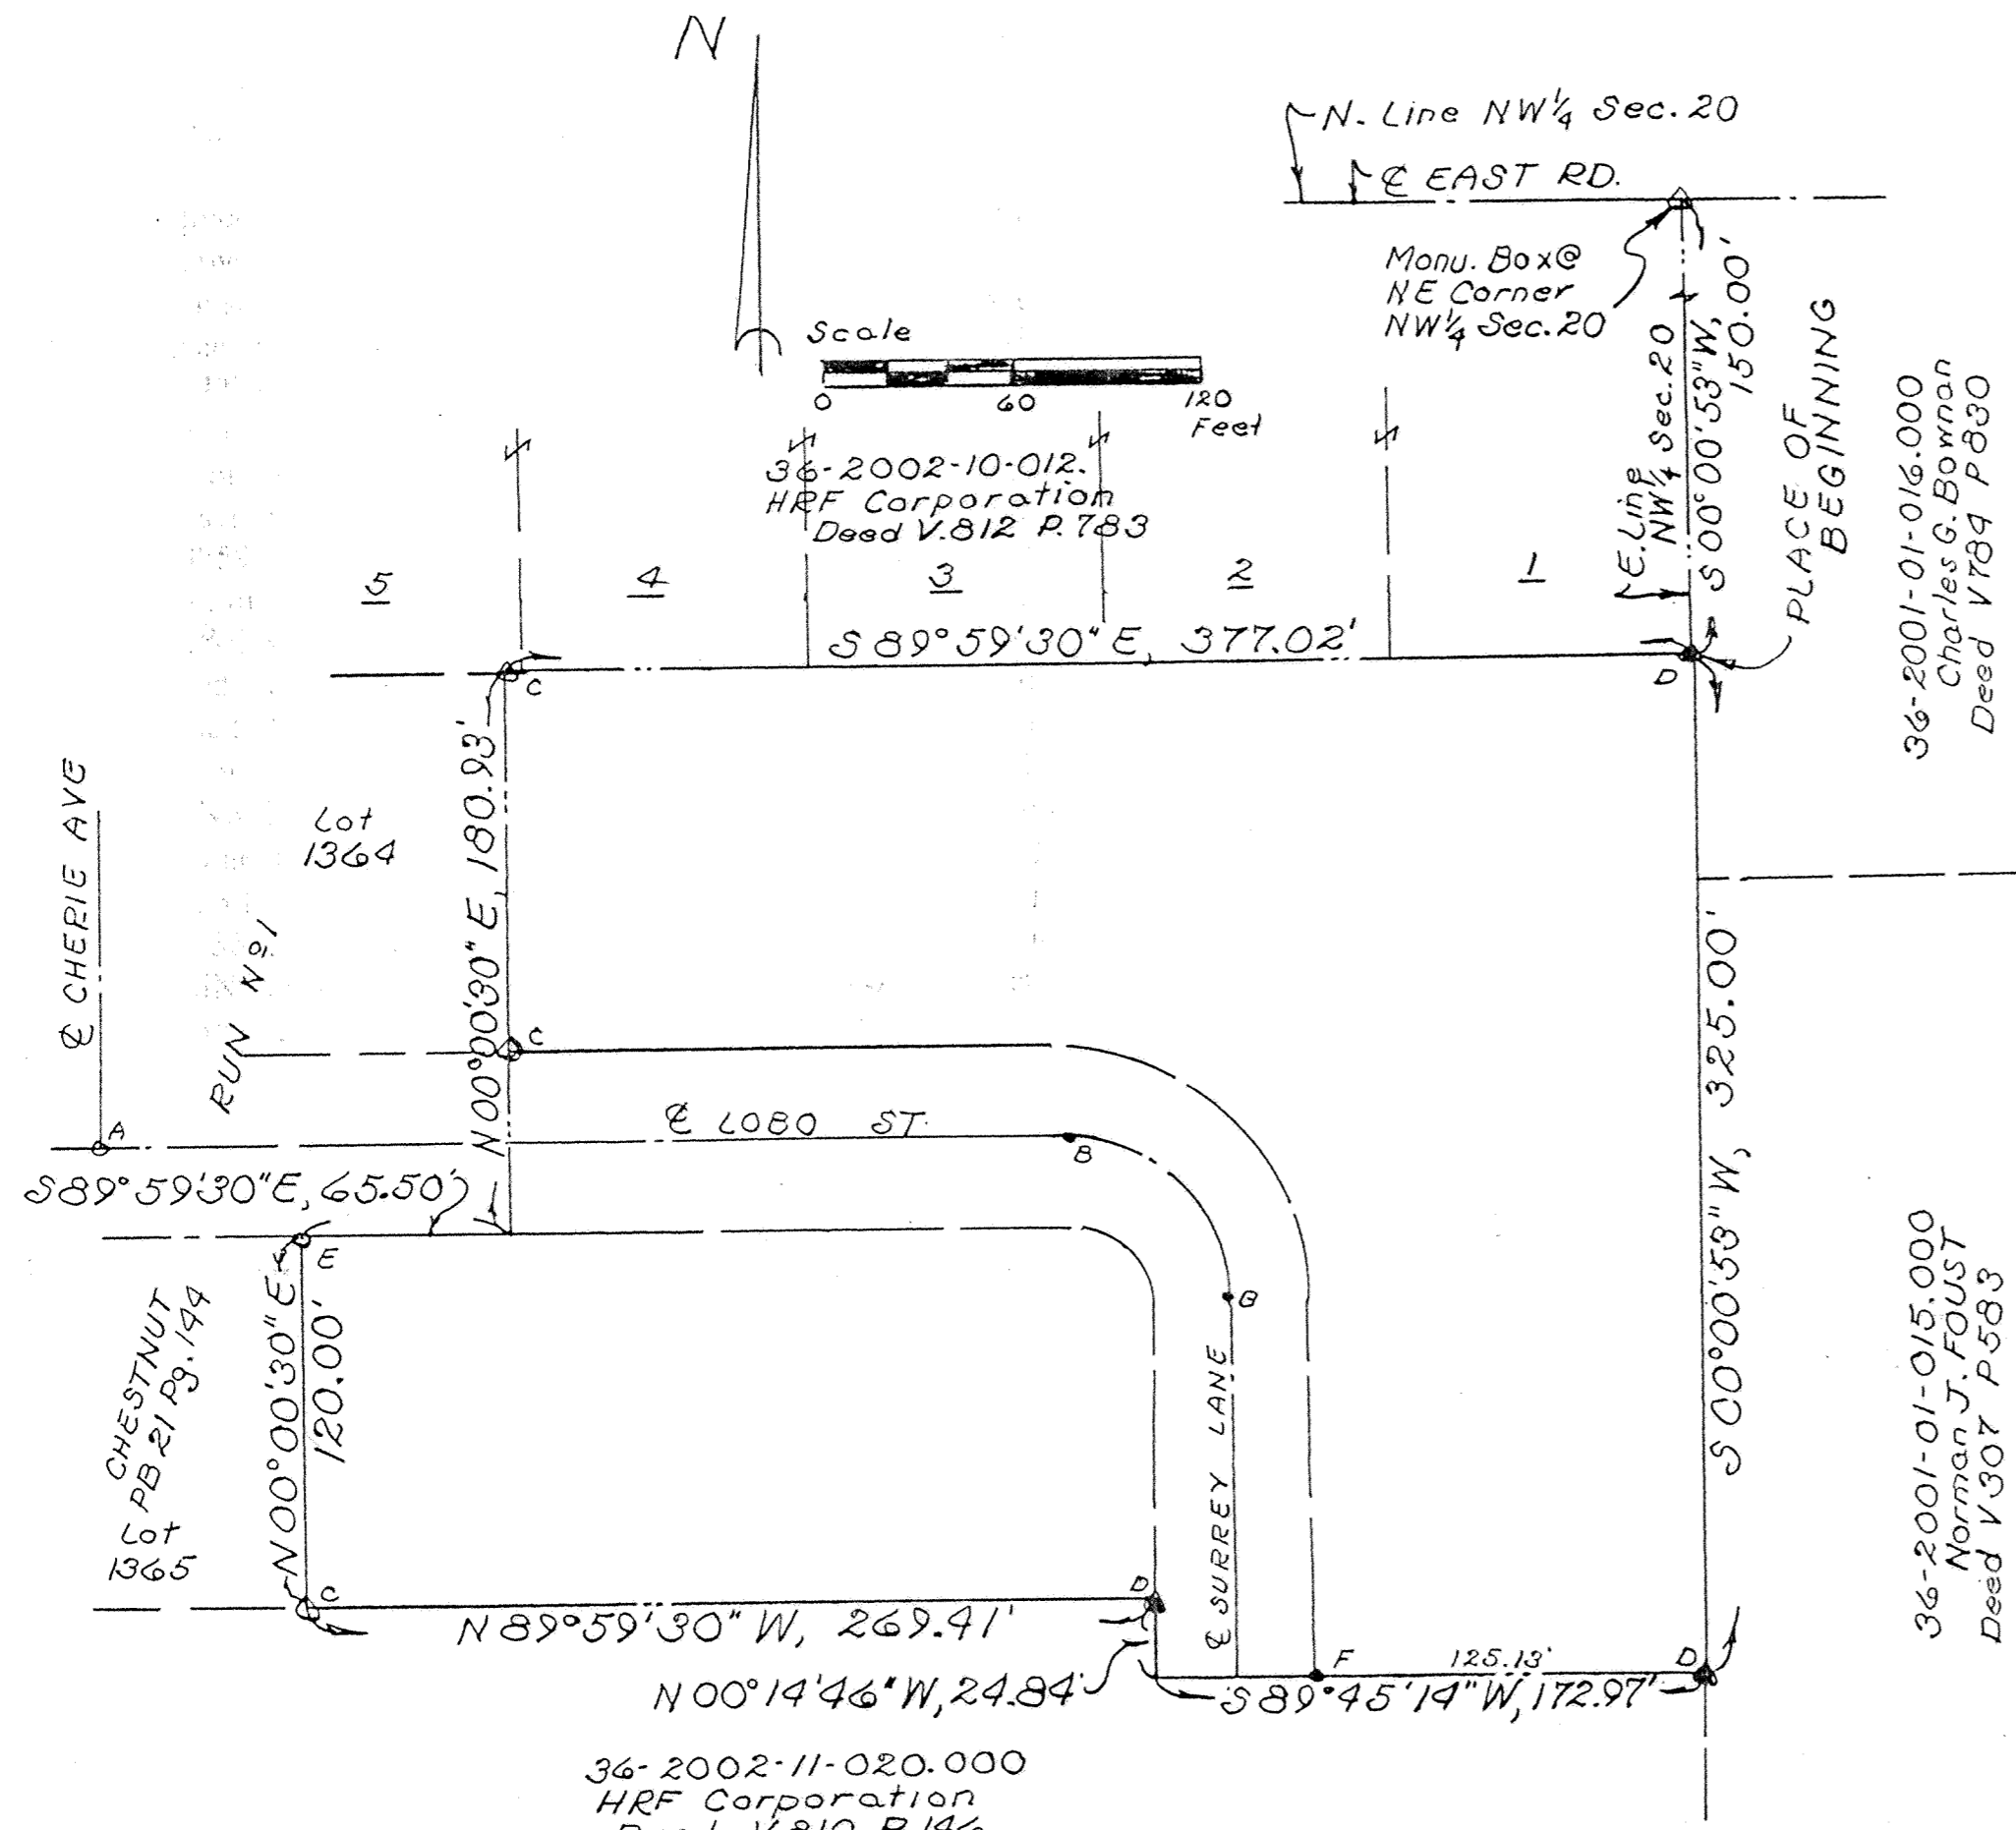 N
N. Line NW¼ Sec. 20
℄ EAST RD.
Monu. Box @
NE Corner
NW¼ Sec. 20
Scale
0 60 120
Feet
36-2002-10-012.
HRF Corporation
Deed V.812 P.783
E. Line
NW¼ Sec. 20
S 00°00'53" W,
150.00'
PLACE OF
BEGINNING
36-2001-01-016.000
Charles G. Bownan
Deed V784 P830
5 4 3 2 1
S 89°59'30" E, 377.02'
C
D
N 00°00'30" E, 180.93'
Lot
1364
℄ CHERIE AVE
RUN Nº 1
C
A
℄ LOBO ST.
B
S 89°59'30" E, 65.50'
E
B
S 00°00'53" W, 325.00'
N 00°00'30" E
120.00'
CHESTNUT
PB 21 Pg. 144
Lot
1365
℄ SURREY LANE
36-2001-01-015.000
Norman J. FOUST
Deed V307 P583
C
D
N 89°59'30" W, 269.41'
F
125.13'
D
N 00°14'46" W, 24.84'
S 89°45'14" W, 172.97'
36-2002-11-020.000
HRF Corporation
V.810 P.146